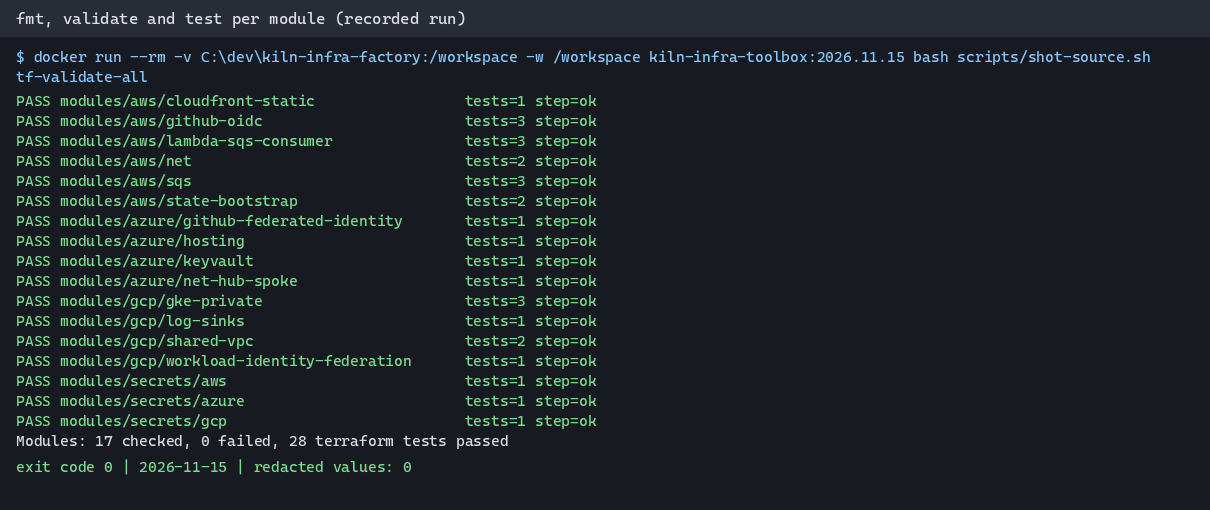 fmt, validate and test per module (recorded run)
$ docker run --rm -v C:\dev\kiln-infra-factory:/workspace -w /workspace kiln-infra-toolbox:2026.11.15 bash scripts/shot-source.sh
tf-validate-all
PASS modules/aws/cloudfront-static tests=1 step=ok
PASS modules/aws/github-oidc tests=3 step=ok
PASS modules/aws/lambda-sqs-consumer tests=3 step=ok
PASS modules/aws/net tests=2 step=ok
PASS modules/aws/sqs tests=3 step=ok
PASS modules/aws/state-bootstrap tests=2 step=ok
PASS modules/azure/github-federated-identity tests=1 step=ok
PASS modules/azure/hosting tests=1 step=ok
PASS modules/azure/keyvault tests=1 step=ok
PASS modules/azure/net-hub-spoke tests=1 step=ok
PASS modules/gcp/gke-private tests=3 step=ok
PASS modules/gcp/log-sinks tests=1 step=ok
PASS modules/gcp/shared-vpc tests=2 step=ok
PASS modules/gcp/workload-identity-federation tests=1 step=ok
PASS modules/secrets/aws tests=1 step=ok
PASS modules/secrets/azure tests=1 step=ok
PASS modules/secrets/gcp tests=1 step=ok
Modules: 17 checked, 0 failed, 28 terraform tests passed
exit code 0 | 2026-11-15 | redacted values: 0